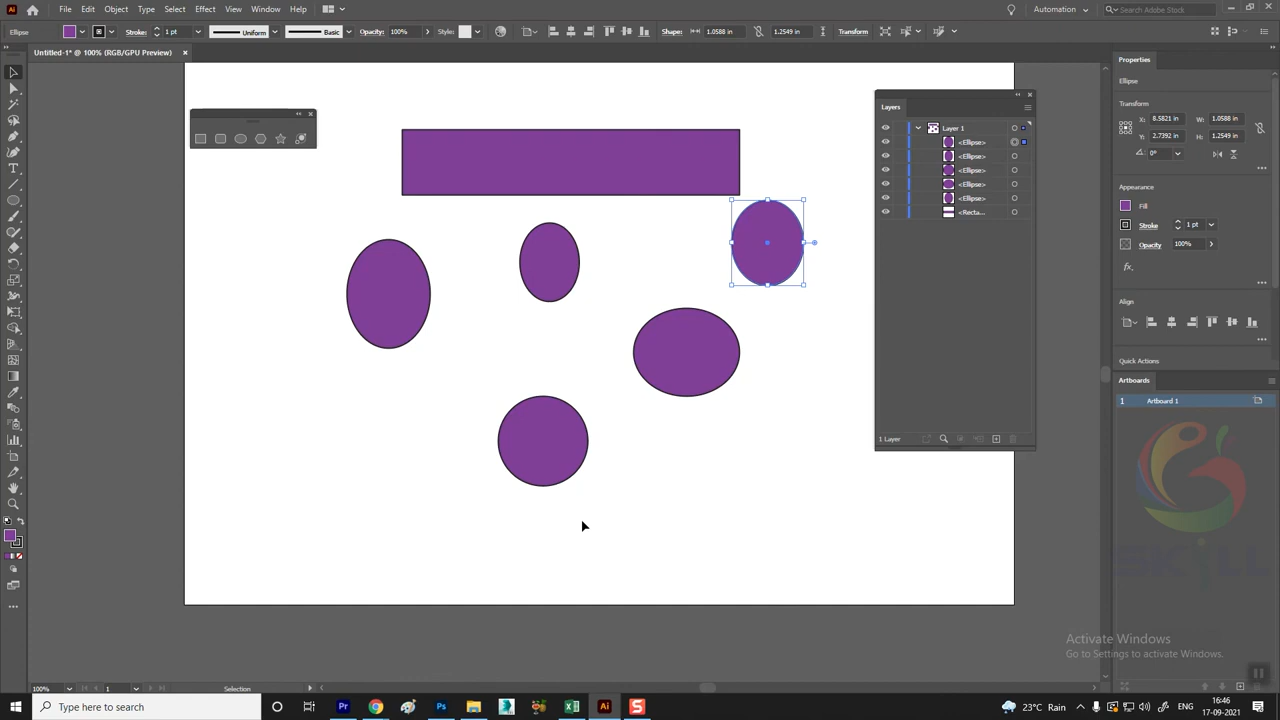 Ai File Edit Object Type Select Effect View Window Help Automation Search Adobe Stock
Ellipse Stroke: 1 pt Uniform Basic Opacity: 100% Style: Shape: 1.0588 in 1.2549 in Transform
Untitled-1* @ 100% (RGB/GPU Preview)
Properties
Ellipse
Transform
X: 8.5821 in W: 1.0588 in
Y: 2.7392 in H: 1.2549 in
0°
Appearance
Fill
Stroke 1 pt
Opacity 100%
fx.
Align
Quick Actions
Artboards
1 Artboard 1
Layers
Layer 1
<Ellipse>
<Ellipse>
<Ellipse>
<Ellipse>
<Ellipse>
<Recta...
1 Layer
SKILL
Activate Windows
Go to Settings to activate Windows.
100% 1 Selection
Type here to search
Pr Ps Ai S
23°C Rain ENG 16:46
17-09-2021